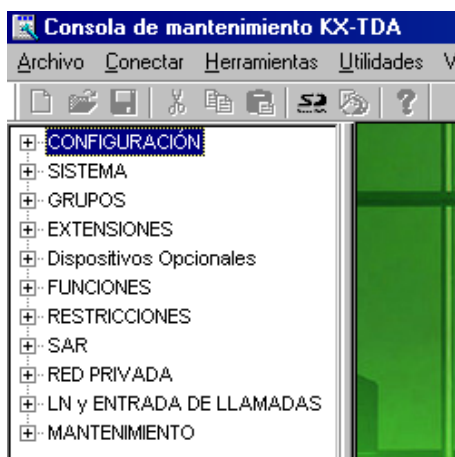 Consola de mantenimiento KX-TDA
Archivo Conectar Herramientas Utilidades V
CONFIGURACIÓN
SISTEMA
GRUPOS
EXTENSIONES
Dispositivos Opcionales
FUNCIONES
RESTRICCIONES
SAR
RED PRIVADA
LN y ENTRADA DE LLAMADAS
MANTENIMIENTO